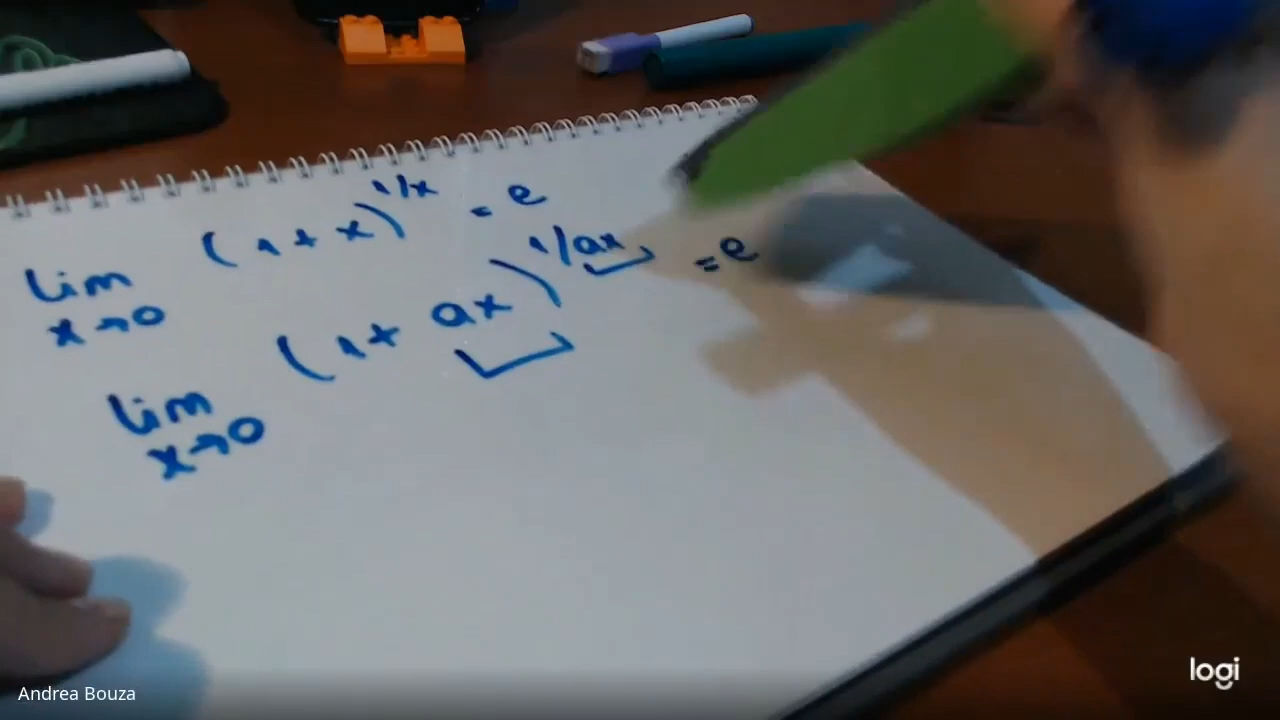 lim x→0 (1+x)^1/x = e
lim x→0 (1+ax)^1/ax = e
Andrea Bouza
logi